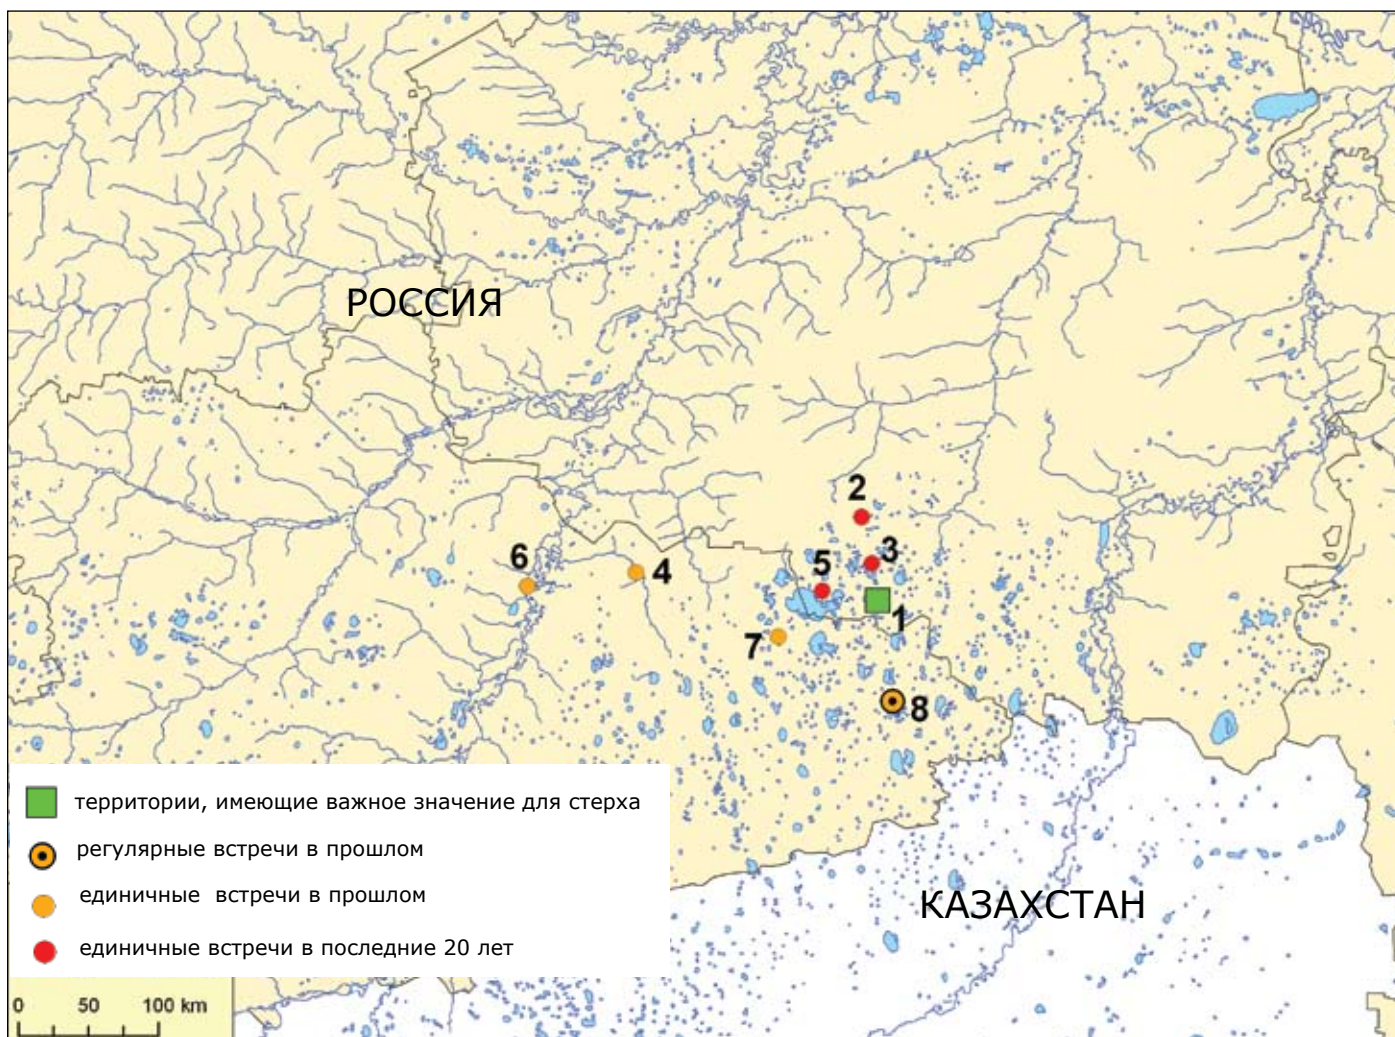 РОССИЯ
2
3
6
4
5
1
7
8
территории, имеющие важное значение для стерха
регулярные встречи в прошлом
единичные встречи в прошлом
единичные встречи в последние 20 лет
КАЗАХСТАН
0 50 100 km